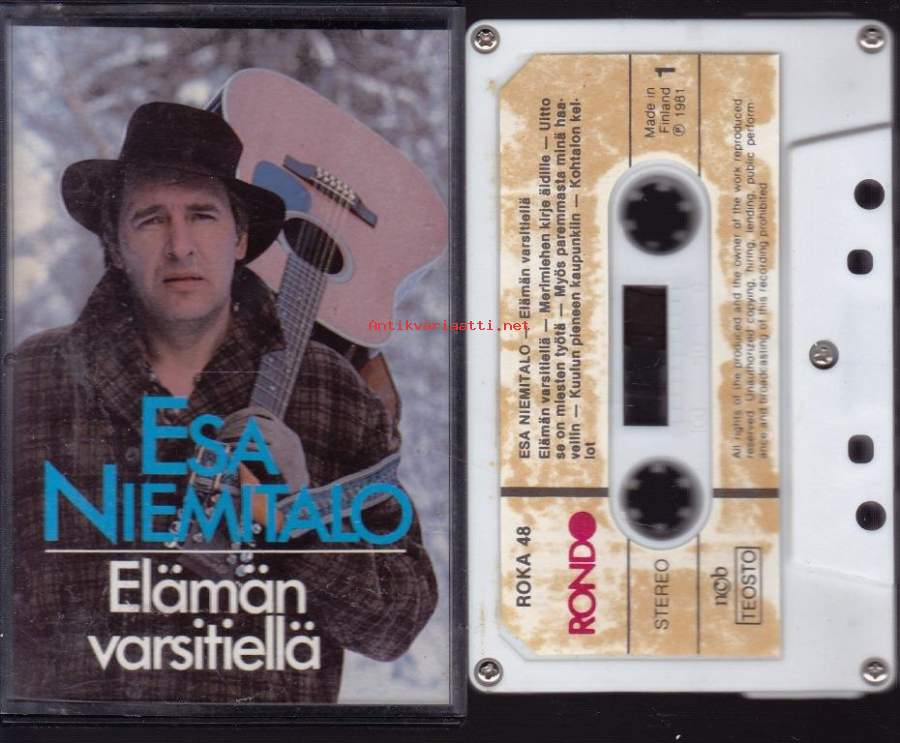 ESA
NIEMITALO
Elämän
varsitiellä
Antikvariaatti.net
ESA NIEMITALO — Elämän varsitiellä
Elämän varsitiellä — Merimiehen kirje äidille — Uitto
se on miesten työtä — Myös paremmasta minä haa-
veilin — Kuulun pieneen kaupunkiin — Kohtalon kel-
lot
1
Made in
Finland
℗ 1981
ROKA 48
RONDO
STEREO
ncb
TEOSTO
All rights of the produced and the owner of the work reproduced
reserved. Unauthorized copying, hiring, lending, public perform-
ance and broadcasting of this recording prohibited